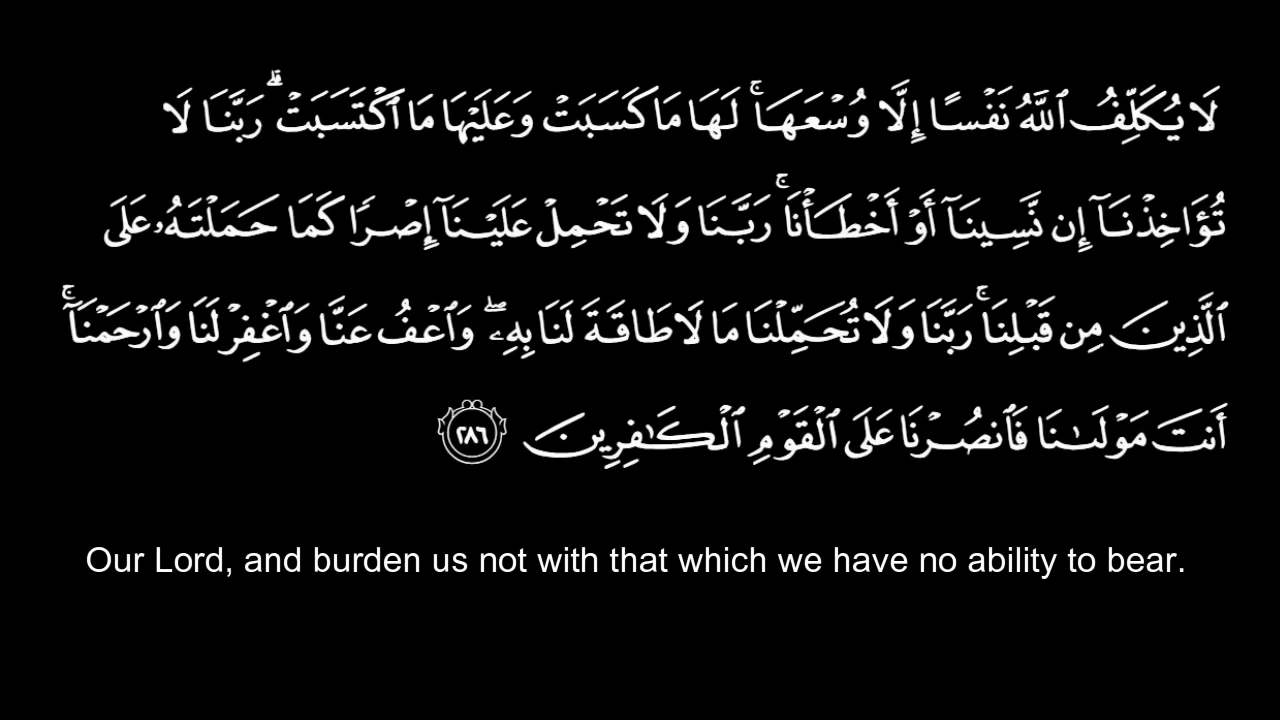 لَا يُكَلِّفُ ٱللَّهُ نَفْسًا إِلَّا وُسْعَهَا ۚ لَهَا مَا كَسَبَتْ وَعَلَيْهَا مَا ٱكْتَسَبَتْ ۗ رَبَّنَا لَا
تُؤَاخِذْنَآ إِن نَّسِينَآ أَوْ أَخْطَأْنَا ۚ رَبَّنَا وَلَا تَحْمِلْ عَلَيْنَآ إِصْرًا كَمَا حَمَلْتَهُۥ عَلَى
ٱلَّذِينَ مِن قَبْلِنَا ۚ رَبَّنَا وَلَا تُحَمِّلْنَا مَا لَا طَاقَةَ لَنَا بِهِۦ ۖ وَٱعْفُ عَنَّا وَٱغْفِرْ لَنَا وَٱرْحَمْنَآ ۚ
أَنتَ مَوْلَىٰنَا فَٱنصُرْنَا عَلَى ٱلْقَوْمِ ٱلْكَـٰفِرِينَ ٢٨٦
Our Lord, and burden us not with that which we have no ability to bear.